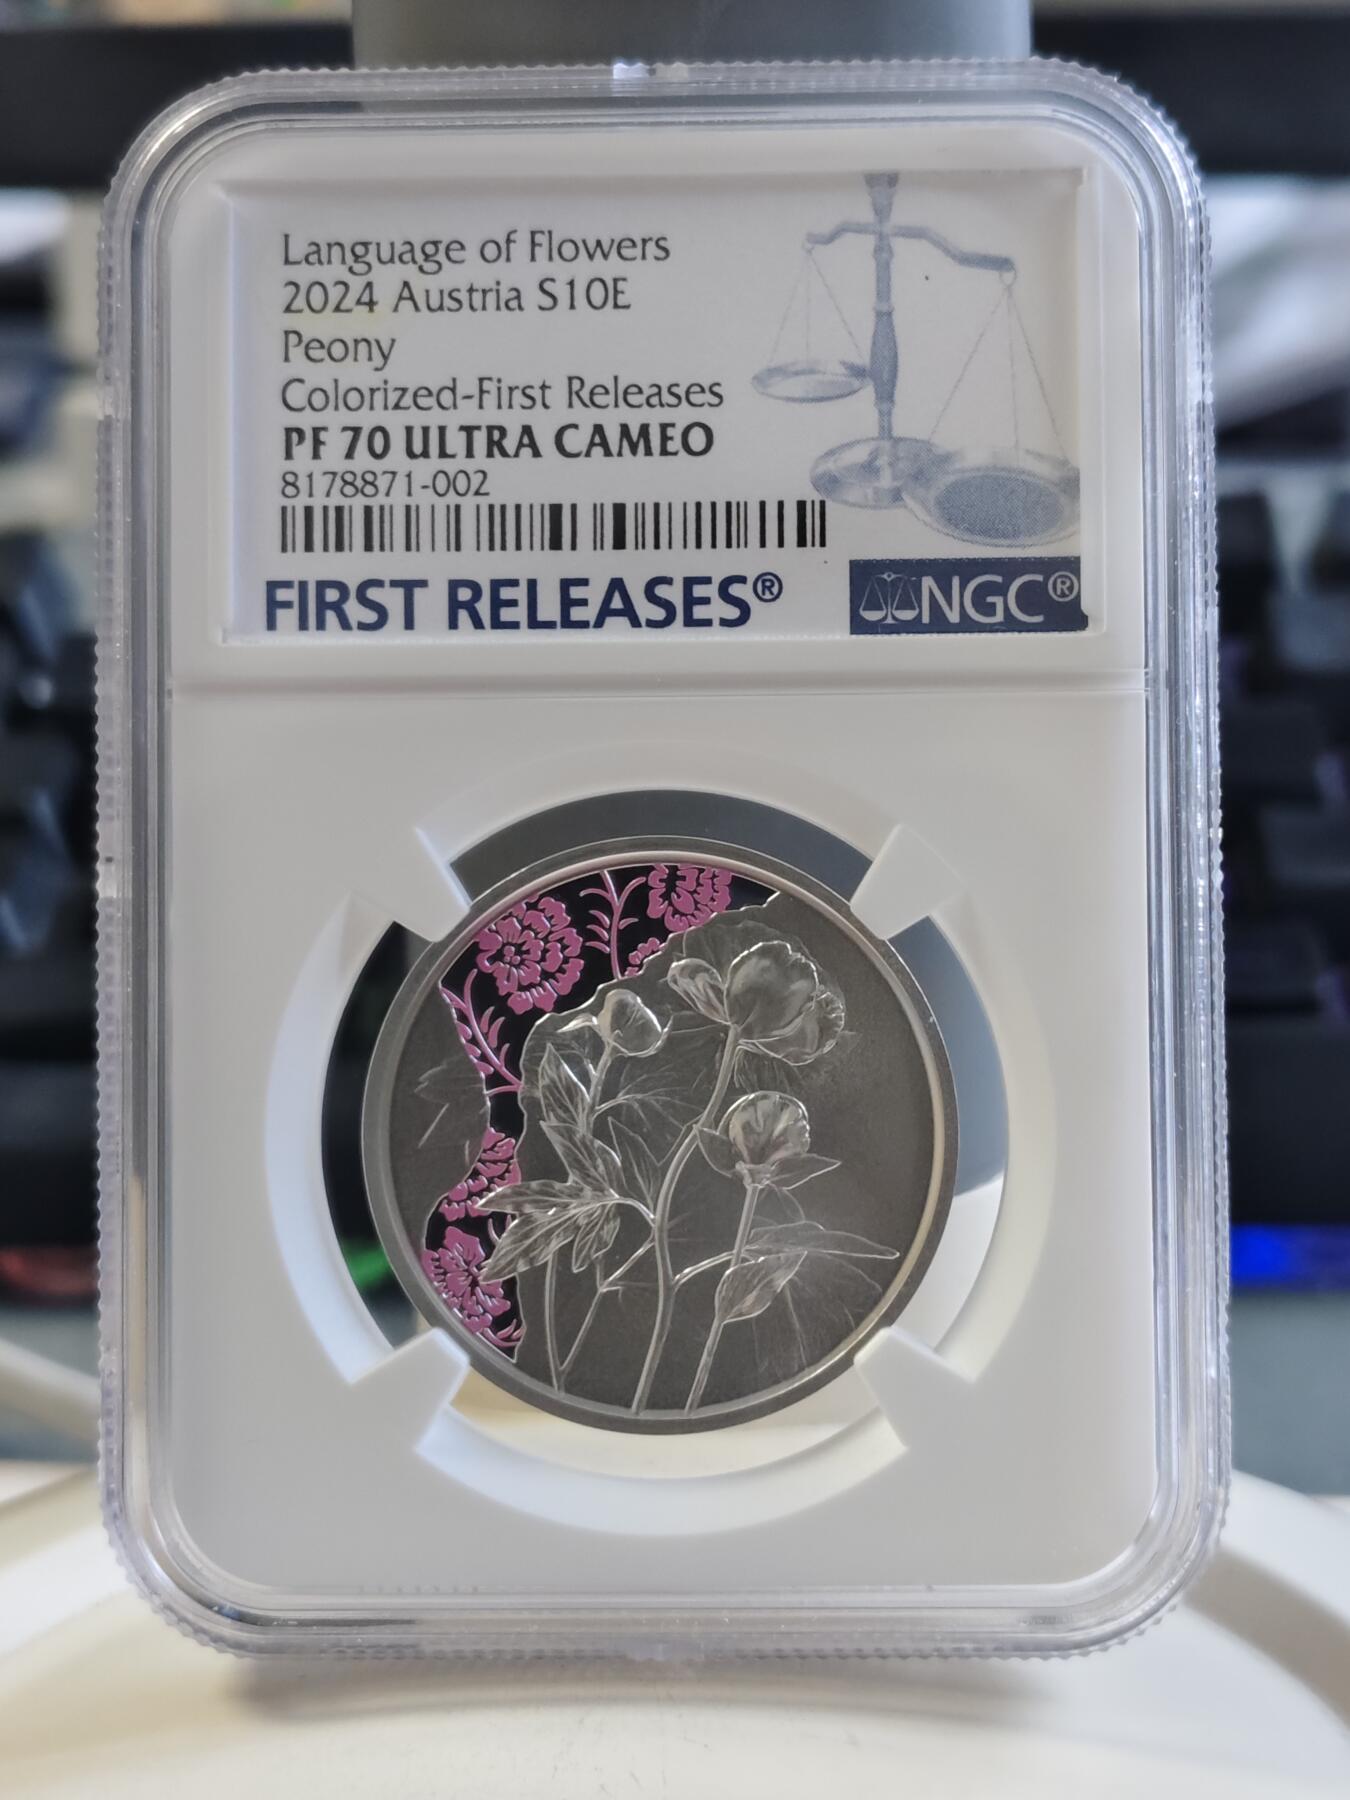 Language of Flowers
2024 Austria S10E
Peony
Colorized-First Releases
PF 70 ULTRA CAMEO
8178871-002
FIRST RELEASES®
NGC®